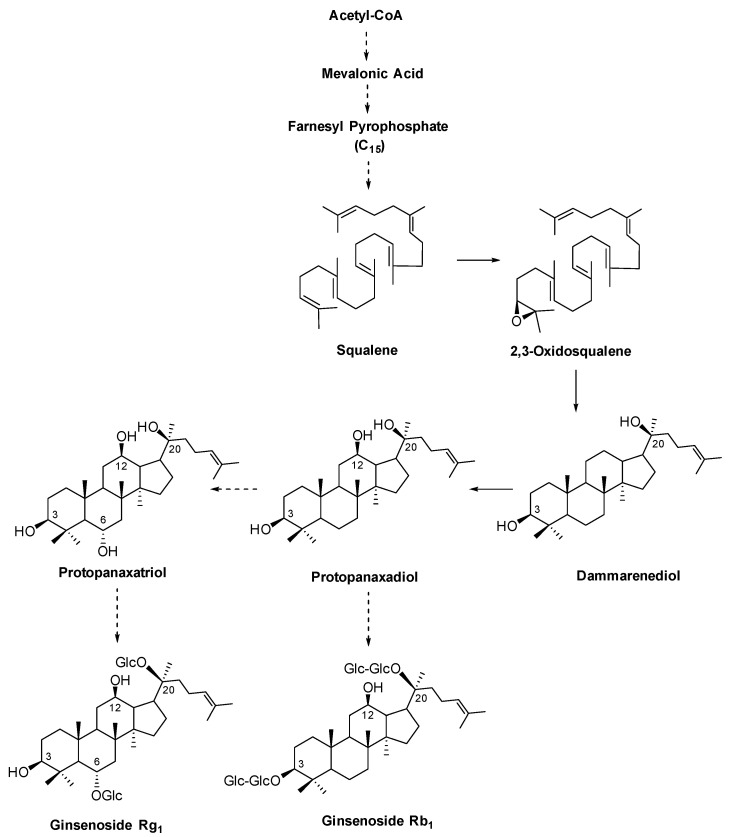 Acetyl-CoA
Mevalonic Acid
Farnesyl Pyrophosphate
(C15)
O
Squalene
2,3-Oxidosqualene
HO
OH
12
20
3
6
HO
OH
Protopanaxatriol
OH
HO
12
20
3
HO
Protopanaxadiol
HO
20
3
HO
Dammarenediol
GlcO
OH
20
12
3
6
HO
OGlc
Ginsenoside Rg1
Glc-GlcO
OH
20
12
3
Glc-GlcO
Ginsenoside Rb1